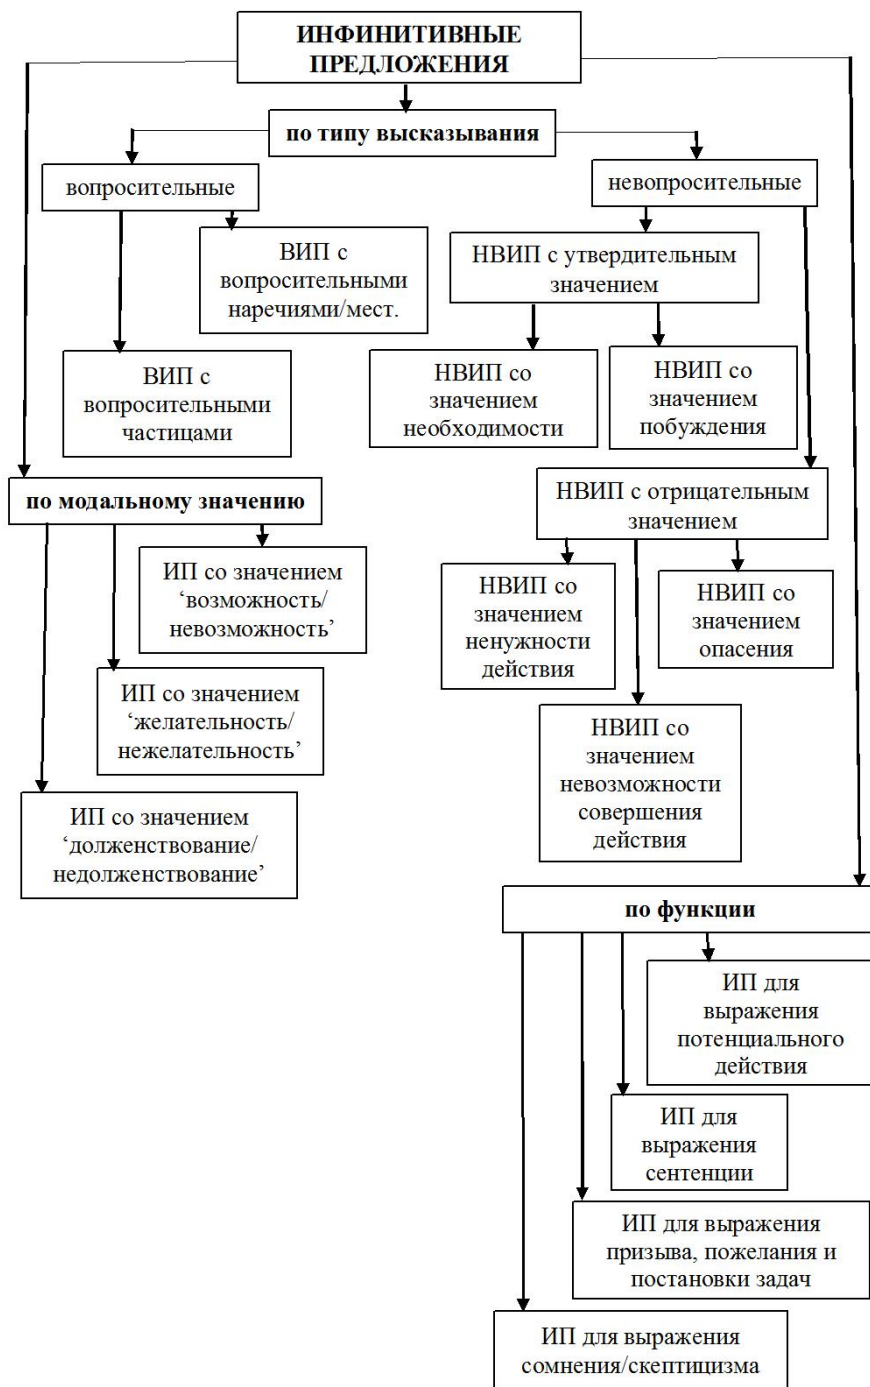 ИНФИНИТИВНЫЕ
ПРЕДЛОЖЕНИЯ
по типу высказывания
вопросительные
невопросительные
ВИП с
вопросительными
наречиями/мест.
НВИП с утвердительным
значением
ВИП с
вопросительными
частицами
НВИП со
значением
необходимости
НВИП со
значением
побуждения
по модальному значению
НВИП с отрицательным
значением
ИП со значением
‘возможность/
невозможность’
НВИП со
значением
ненужности
действия
НВИП со
значением
опасения
ИП со значением
‘желательность/
нежелательность’
НВИП со
значением
невозможности
совершения
действия
ИП со значением
‘долженствование/
недолженствование’
по функции
ИП для
выражения
потенциального
действия
ИП для
выражения
сентенции
ИП для выражения
призыва, пожелания и
постановки задач
ИП для выражения
сомнения/скептицизма